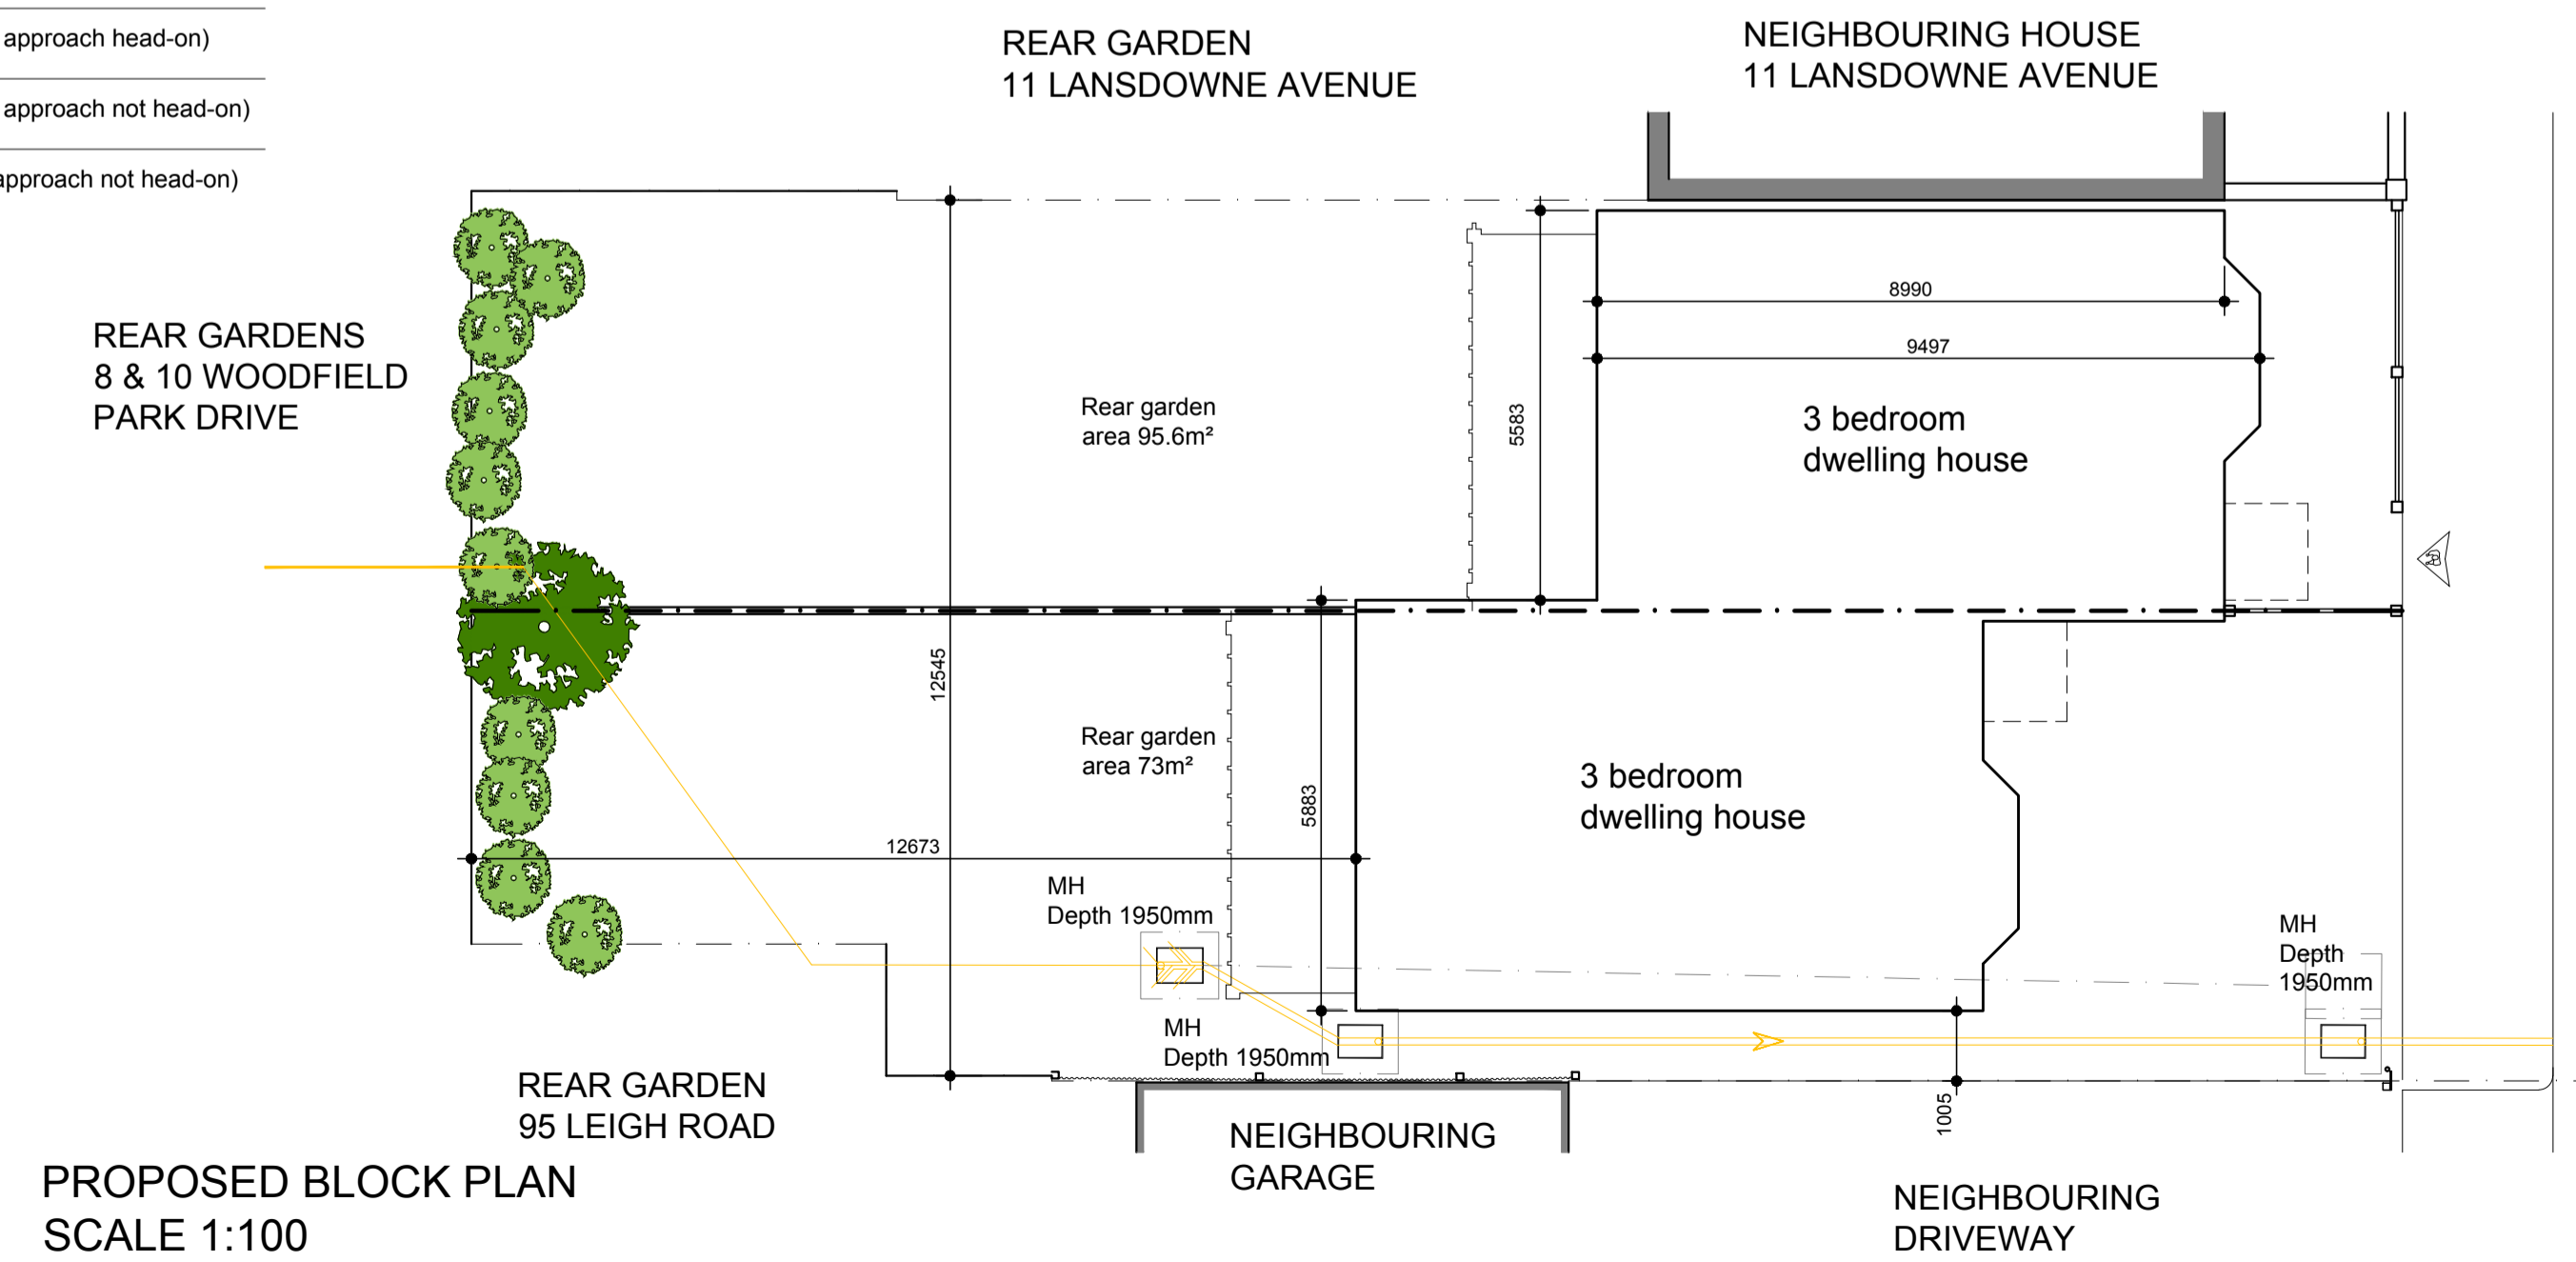 approach head-on)
approach not head-on)
approach not head-on)
REAR GARDEN
11 LANSDOWNE AVENUE
NEIGHBOURING HOUSE
11 LANSDOWNE AVENUE
REAR GARDENS
8 & 10 WOODFIELD
PARK DRIVE
8990
9497
5583
Rear garden
area 95.6m²
3 bedroom
dwelling house
12545
Rear garden
area 73m²
5883
3 bedroom
dwelling house
12673
MH
Depth 1950mm
MH
Depth
1950mm
MH
Depth 1950mm
1005
REAR GARDEN
95 LEIGH ROAD
NEIGHBOURING
GARAGE
NEIGHBOURING
DRIVEWAY
PROPOSED BLOCK PLAN
SCALE 1:100